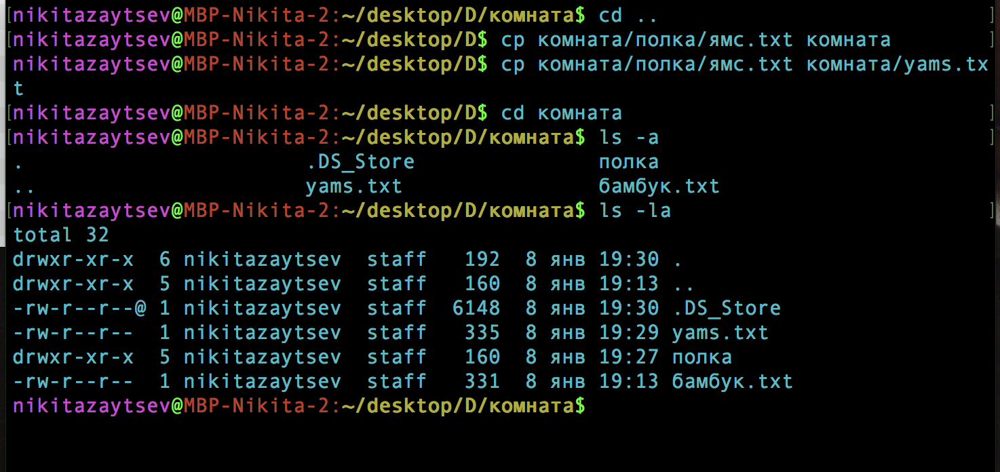 [nikitazaytsev@MBP-Nikita-2:~/desktop/D/комната$ cd .. ]
[nikitazaytsev@MBP-Nikita-2:~/desktop/D$ cp комната/полка/ямс.txt комната ]
nikitazaytsev@MBP-Nikita-2:~/desktop/D$ cp комната/полка/ямс.txt комната/yams.tx
t
[nikitazaytsev@MBP-Nikita-2:~/desktop/D$ cd комната ]
[nikitazaytsev@MBP-Nikita-2:~/desktop/D/комната$ ls -a ]
. .DS_Store полка
.. yams.txt бамбук.txt
[nikitazaytsev@MBP-Nikita-2:~/desktop/D/комната$ ls -la ]
total 32
drwxr-xr-x 6 nikitazaytsev staff 192 8 янв 19:30 .
drwxr-xr-x 5 nikitazaytsev staff 160 8 янв 19:13 ..
-rw-r--r--@ 1 nikitazaytsev staff 6148 8 янв 19:30 .DS_Store
-rw-r--r-- 1 nikitazaytsev staff 335 8 янв 19:29 yams.txt
drwxr-xr-x 5 nikitazaytsev staff 160 8 янв 19:27 полка
-rw-r--r-- 1 nikitazaytsev staff 331 8 янв 19:13 бамбук.txt
nikitazaytsev@MBP-Nikita-2:~/desktop/D/комната$